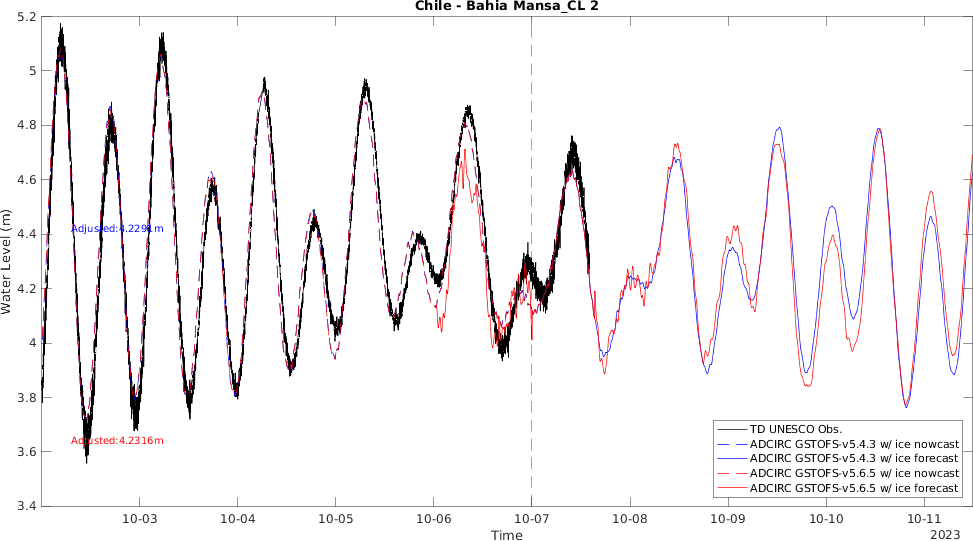 Chile - Bahia Mansa_CL 2
5.2
5
4.8
4.6
4.4
4.2
4
3.8
3.6
3.4
Water Level (m)
Adjusted:4.2291m
Adjusted:4.2316m
TD UNESCO Obs.
ADCIRC GSTOFS-v5.4.3 w/ ice nowcast
ADCIRC GSTOFS-v5.4.3 w/ ice forecast
ADCIRC GSTOFS-v5.6.5 w/ ice nowcast
ADCIRC GSTOFS-v5.6.5 w/ ice forecast
10-03 10-04 10-05 10-06 10-07 10-08 10-09 10-10 10-11
Time
2023